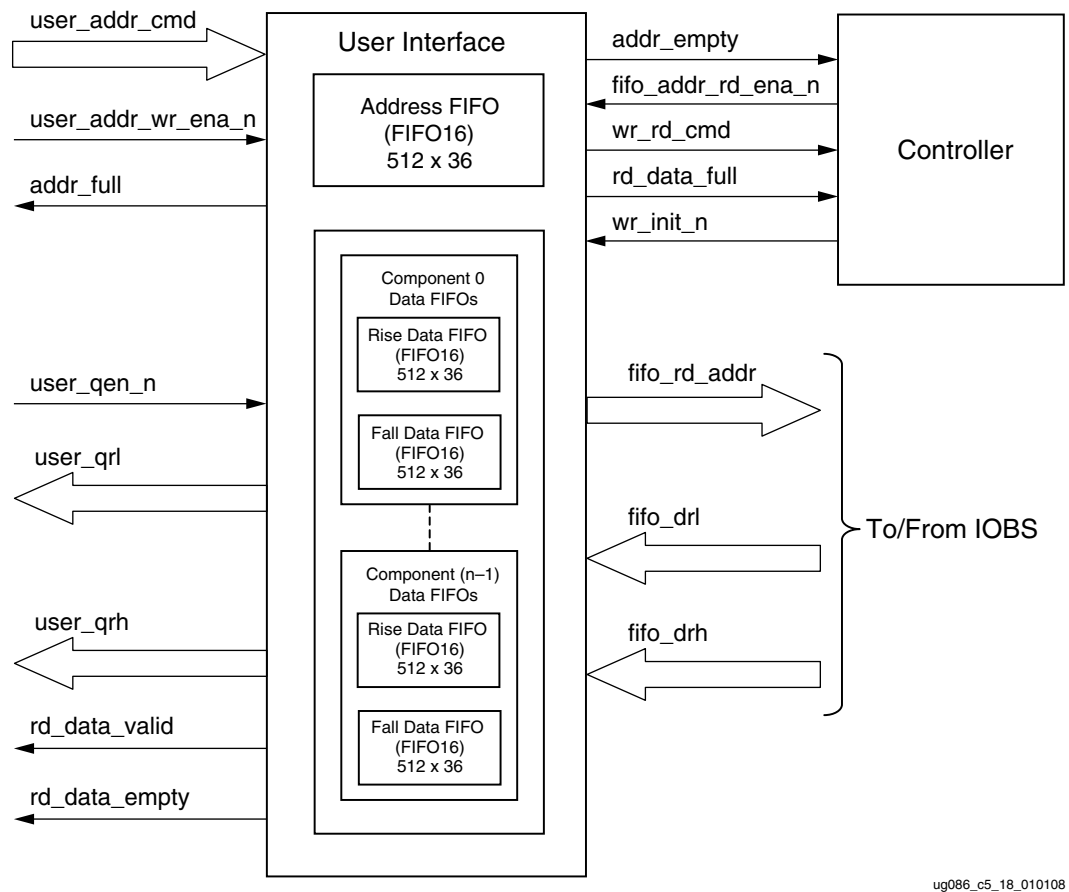 user_addr_cmd
user_addr_wr_ena_n
addr_full
user_qen_n
user_qrl
user_qrh
rd_data_valid
rd_data_empty
User Interface
Address FIFO
(FIFO16)
512 x 36
Component 0
Data FIFOs
Rise Data FIFO
(FIFO16)
512 x 36
Fall Data FIFO
(FIFO16)
512 x 36
Component (n–1)
Data FIFOs
Rise Data FIFO
(FIFO16)
512 x 36
Fall Data FIFO
(FIFO16)
512 x 36
addr_empty
fifo_addr_rd_ena_n
wr_rd_cmd
rd_data_full
wr_init_n
Controller
fifo_rd_addr
fifo_drl
fifo_drh
To/From IOBS
ug086_c5_18_010108